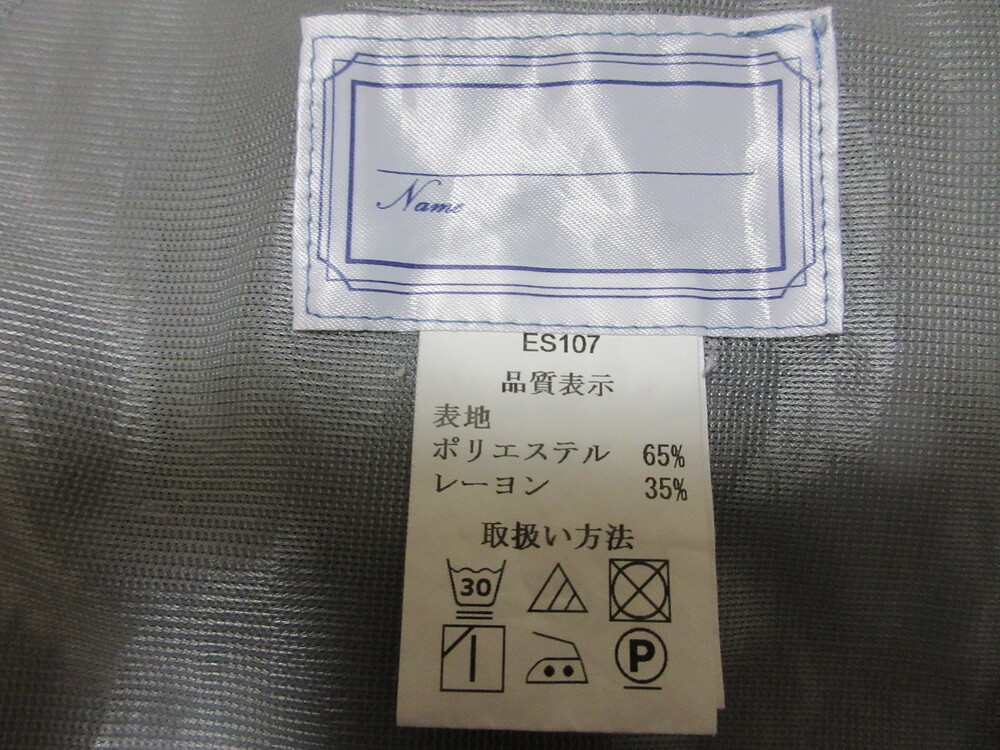 Name
ES107
品質表示
表地
ポリエステル 65%
レーヨン 35%
取扱い方法
30
P